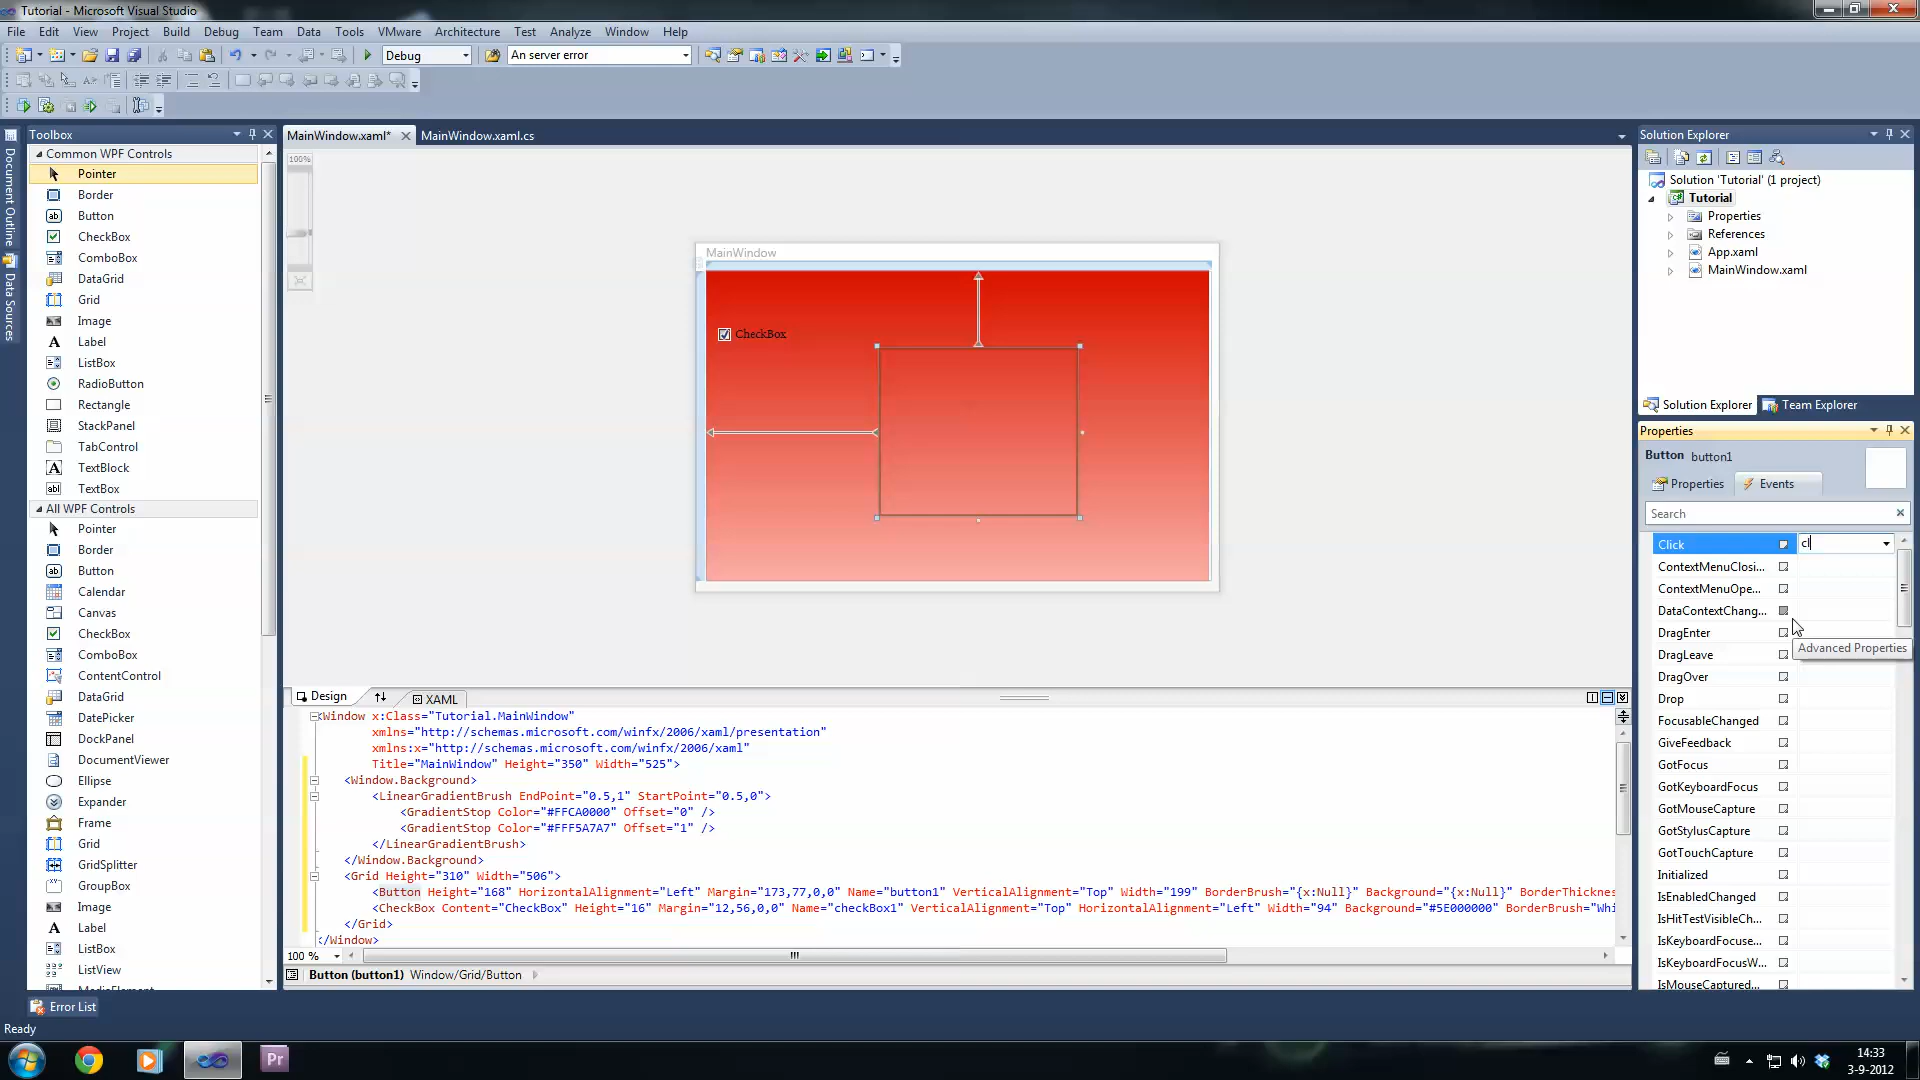 Tutorial - Microsoft Visual Studio
File Edit View Project Build Debug Team Data Tools VMware Architecture Test Analyze Window Help
Debug An server error
Toolbox
MainWindow.xaml* MainWindow.xaml.cs
Document Outline
Data Sources
Common WPF Controls
Pointer
Border
Button
CheckBox
ComboBox
DataGrid
Grid
Image
Label
ListBox
RadioButton
Rectangle
StackPanel
TabControl
TextBlock
TextBox
All WPF Controls
Pointer
Border
Button
Calendar
Canvas
CheckBox
ComboBox
ContentControl
DataGrid
DatePicker
DockPanel
DocumentViewer
Ellipse
Expander
Frame
Grid
GridSplitter
GroupBox
Image
Label
ListBox
ListView
100%
MainWindow
CheckBox
Design XAML
<Window x:Class="Tutorial.MainWindow"
xmlns="http://schemas.microsoft.com/winfx/2006/xaml/presentation"
xmlns:x="http://schemas.microsoft.com/winfx/2006/xaml"
Title="MainWindow" Height="350" Width="525">
<Window.Background>
<LinearGradientBrush EndPoint="0.5,1" StartPoint="0.5,0">
<GradientStop Color="#FFCA0000" Offset="0" />
<GradientStop Color="#FFF5A7A7" Offset="1" />
</LinearGradientBrush>
</Window.Background>
<Grid Height="310" Width="506">
<Button Height="168" HorizontalAlignment="Left" Margin="173,77,0,0" Name="button1" VerticalAlignment="Top" Width="199" BorderBrush="{x:Null}" Background="{x:Null}" BorderThicknes
<CheckBox Content="CheckBox" Height="16" Margin="12,56,0,0" Name="checkBox1" VerticalAlignment="Top" HorizontalAlignment="Left" Width="94" Background="#5E000000" BorderBrush="Whi
</Grid>
</Window>
100 %
Button (button1) Window/Grid/Button
Solution Explorer
Solution 'Tutorial' (1 project)
Tutorial
Properties
References
App.xaml
MainWindow.xaml
Solution Explorer Team Explorer
Properties
Button button1
Properties Events
Search
Click cl
ContextMenuClosi...
ContextMenuOpe...
DataContextChang...
DragEnter
DragLeave
Advanced Properties
DragOver
Drop
FocusableChanged
GiveFeedback
GotFocus
GotKeyboardFocus
GotMouseCapture
GotStylusCapture
GotTouchCapture
Initialized
IsEnabledChanged
IsHitTestVisibleCh...
IsKeyboardFocuse...
IsKeyboardFocusW...
IsMouseCaptured...
Error List
Ready
Pr
14:33
3-9-2012